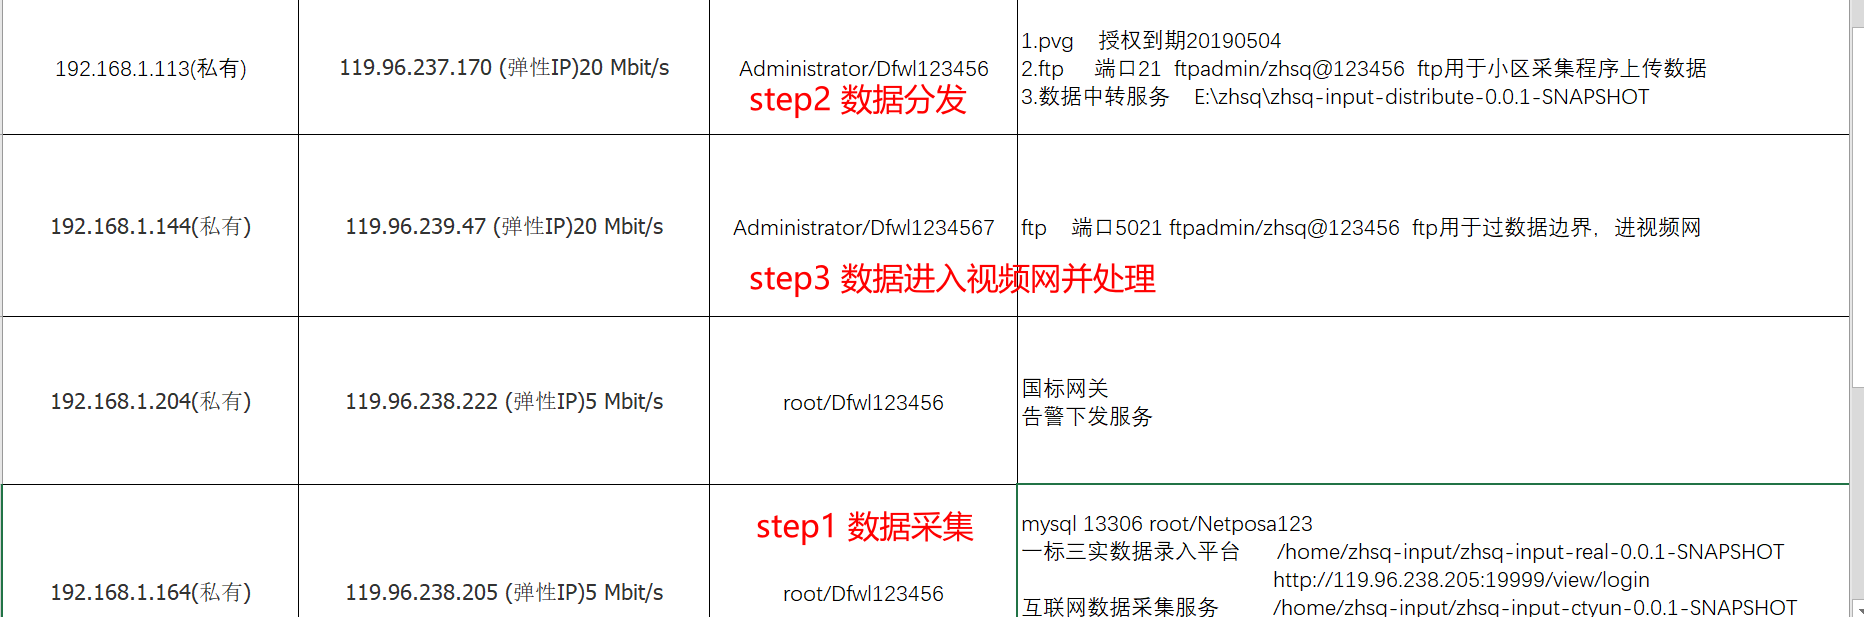 192.168.1.113(私有)
119.96.237.170 (弹性IP)20 Mbit/s
Administrator/Dfwl123456
step2 数据分发
1.pvg 授权到期20190504
2.ftp 端口21 ftpadmin/zhsq@123456 ftp用于小区采集程序上传数据
3.数据中转服务 E:\zhsq\zhsq-input-distribute-0.0.1-SNAPSHOT
192.168.1.144(私有)
119.96.239.47 (弹性IP)20 Mbit/s
Administrator/Dfwl1234567
ftp 端口5021 ftpadmin/zhsq@123456 ftp用于过数据边界，进视频网
step3 数据进入视频网并处理
192.168.1.204(私有)
119.96.238.222 (弹性IP)5 Mbit/s
root/Dfwl123456
国标网关
告警下发服务
192.168.1.164(私有)
119.96.238.205 (弹性IP)5 Mbit/s
step1 数据采集
root/Dfwl123456
mysql 13306 root/Netposa123
一标三实数据录入平台 /home/zhsq-input/zhsq-input-real-0.0.1-SNAPSHOT
http://119.96.238.205:19999/view/login
互联网数据采集服务 /home/zhsq-input/zhsq-input-ctyun-0.0.1-SNAPSHOT